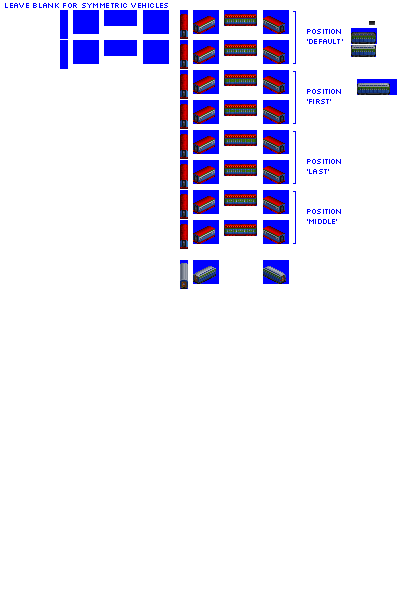 LEAVE BLANK FOR SYMMETRIC VEHICLES
POSITION
'DEFAULT'
POSITION
'FIRST'
POSITION
'LAST'
POSITION
'MIDDLE'